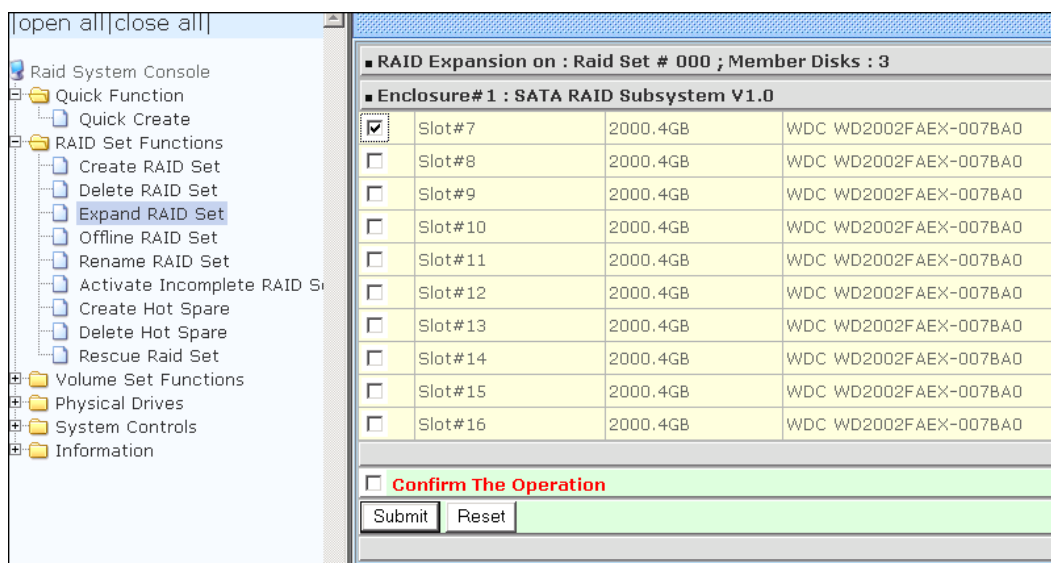 |open all|close all|
Raid System Console
Quick Function
Quick Create
RAID Set Functions
Create RAID Set
Delete RAID Set
Expand RAID Set
Offline RAID Set
Rename RAID Set
Activate Incomplete RAID S
Create Hot Spare
Delete Hot Spare
Rescue Raid Set
Volume Set Functions
Physical Drives
System Controls
Information
RAID Expansion on : Raid Set # 000 ; Member Disks : 3
Enclosure#1 : SATA RAID Subsystem V1.0
Slot#7 2000.4GB WDC WD2002FAEX-007BA0
Slot#8 2000.4GB WDC WD2002FAEX-007BA0
Slot#9 2000.4GB WDC WD2002FAEX-007BA0
Slot#10 2000.4GB WDC WD2002FAEX-007BA0
Slot#11 2000.4GB WDC WD2002FAEX-007BA0
Slot#12 2000.4GB WDC WD2002FAEX-007BA0
Slot#13 2000.4GB WDC WD2002FAEX-007BA0
Slot#14 2000.4GB WDC WD2002FAEX-007BA0
Slot#15 2000.4GB WDC WD2002FAEX-007BA0
Slot#16 2000.4GB WDC WD2002FAEX-007BA0
Confirm The Operation
Submit Reset